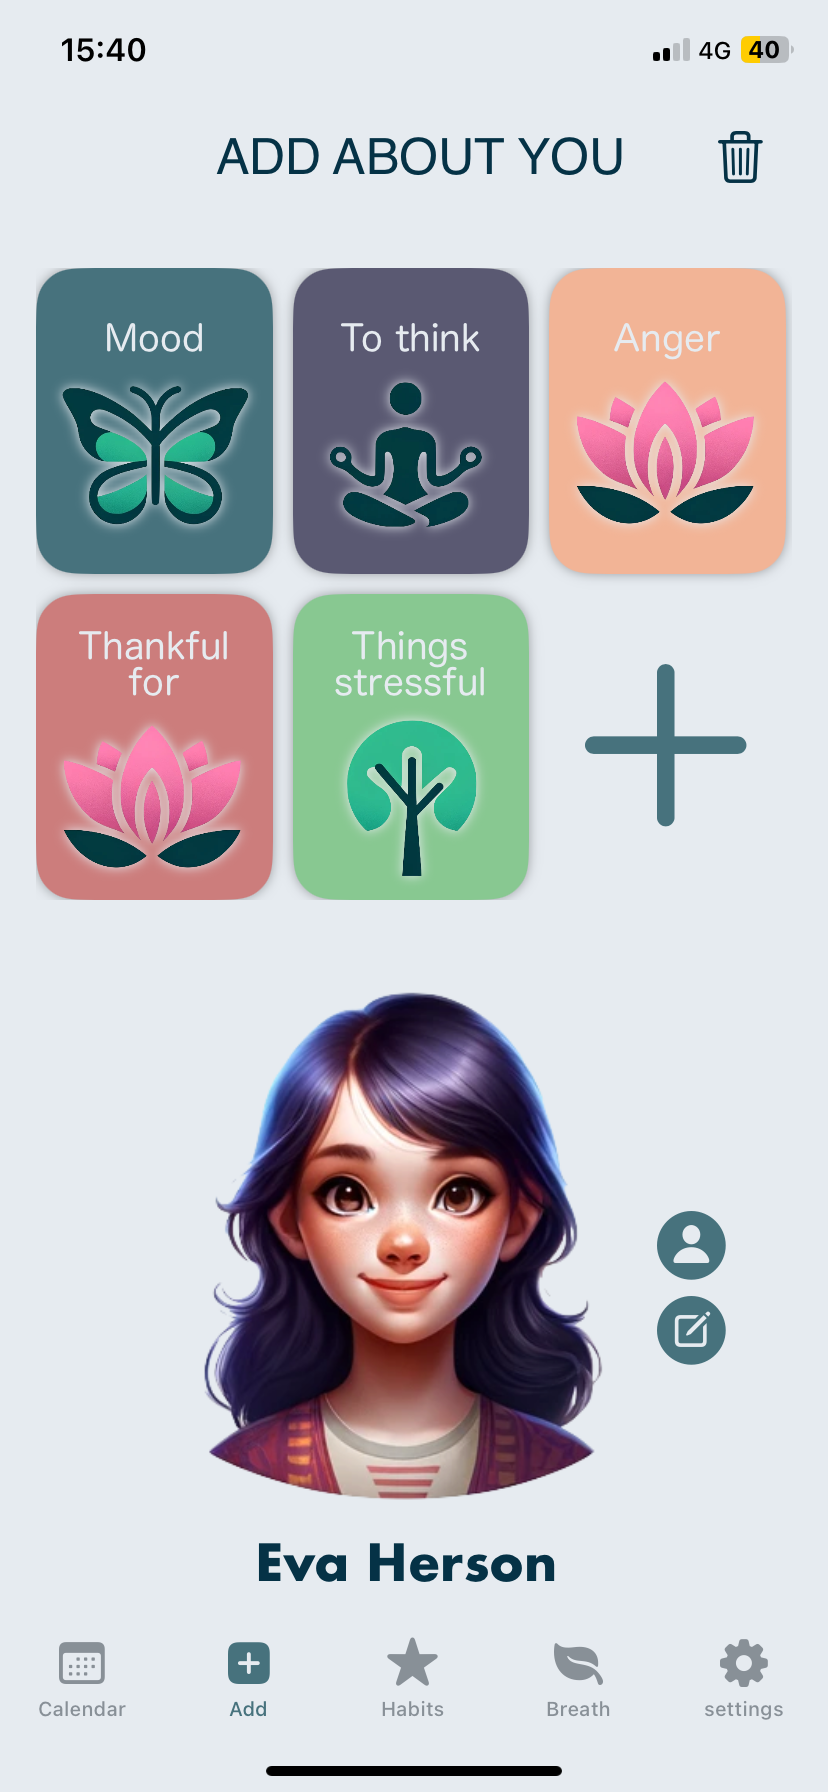 15:40
4G 40
ADD ABOUT YOU
Mood
To think
Anger
Thankful
for
Things
stressful
Eva Herson
Calendar
Add
Habits
Breath
settings